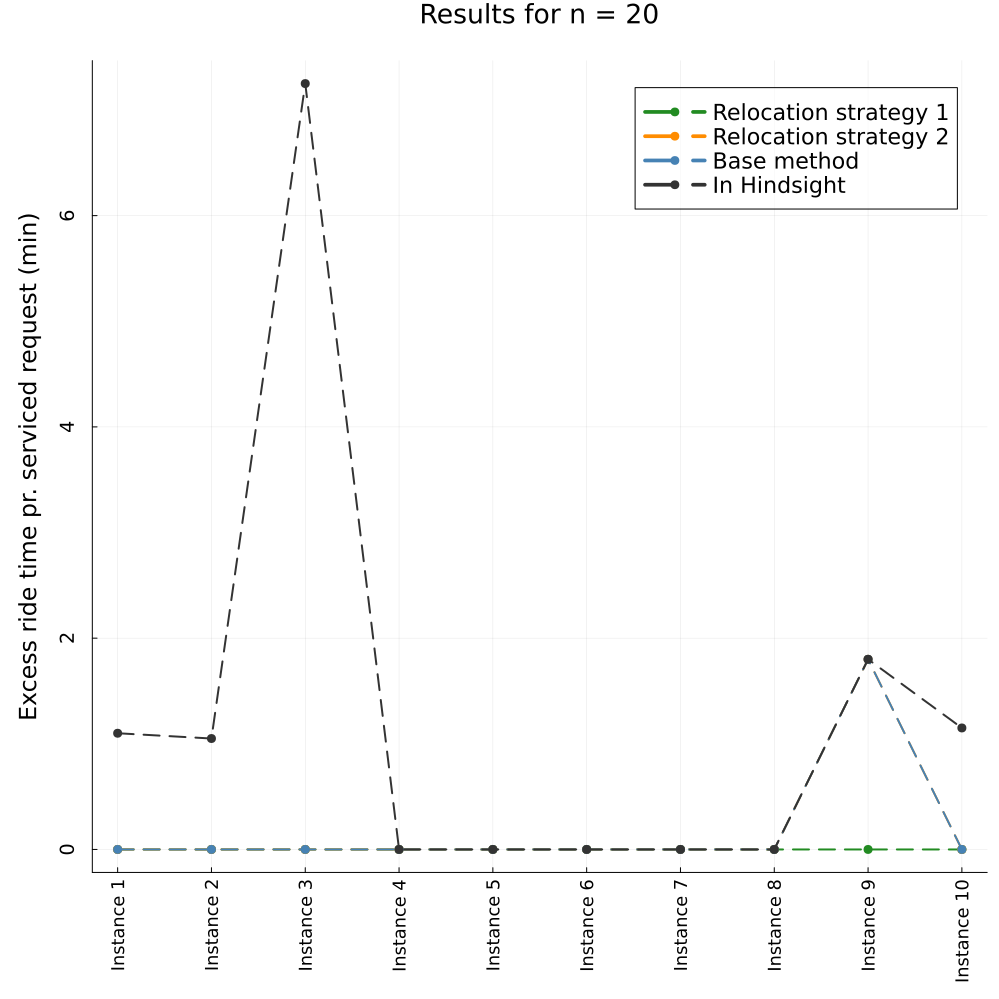 Results for n = 20
Relocation strategy 1
Relocation strategy 2
Base method
In Hindsight
Excess ride time pr. serviced request (min)
6
4
2
0
Instance 1
Instance 2
Instance 3
Instance 4
Instance 5
Instance 6
Instance 7
Instance 8
Instance 9
Instance 10